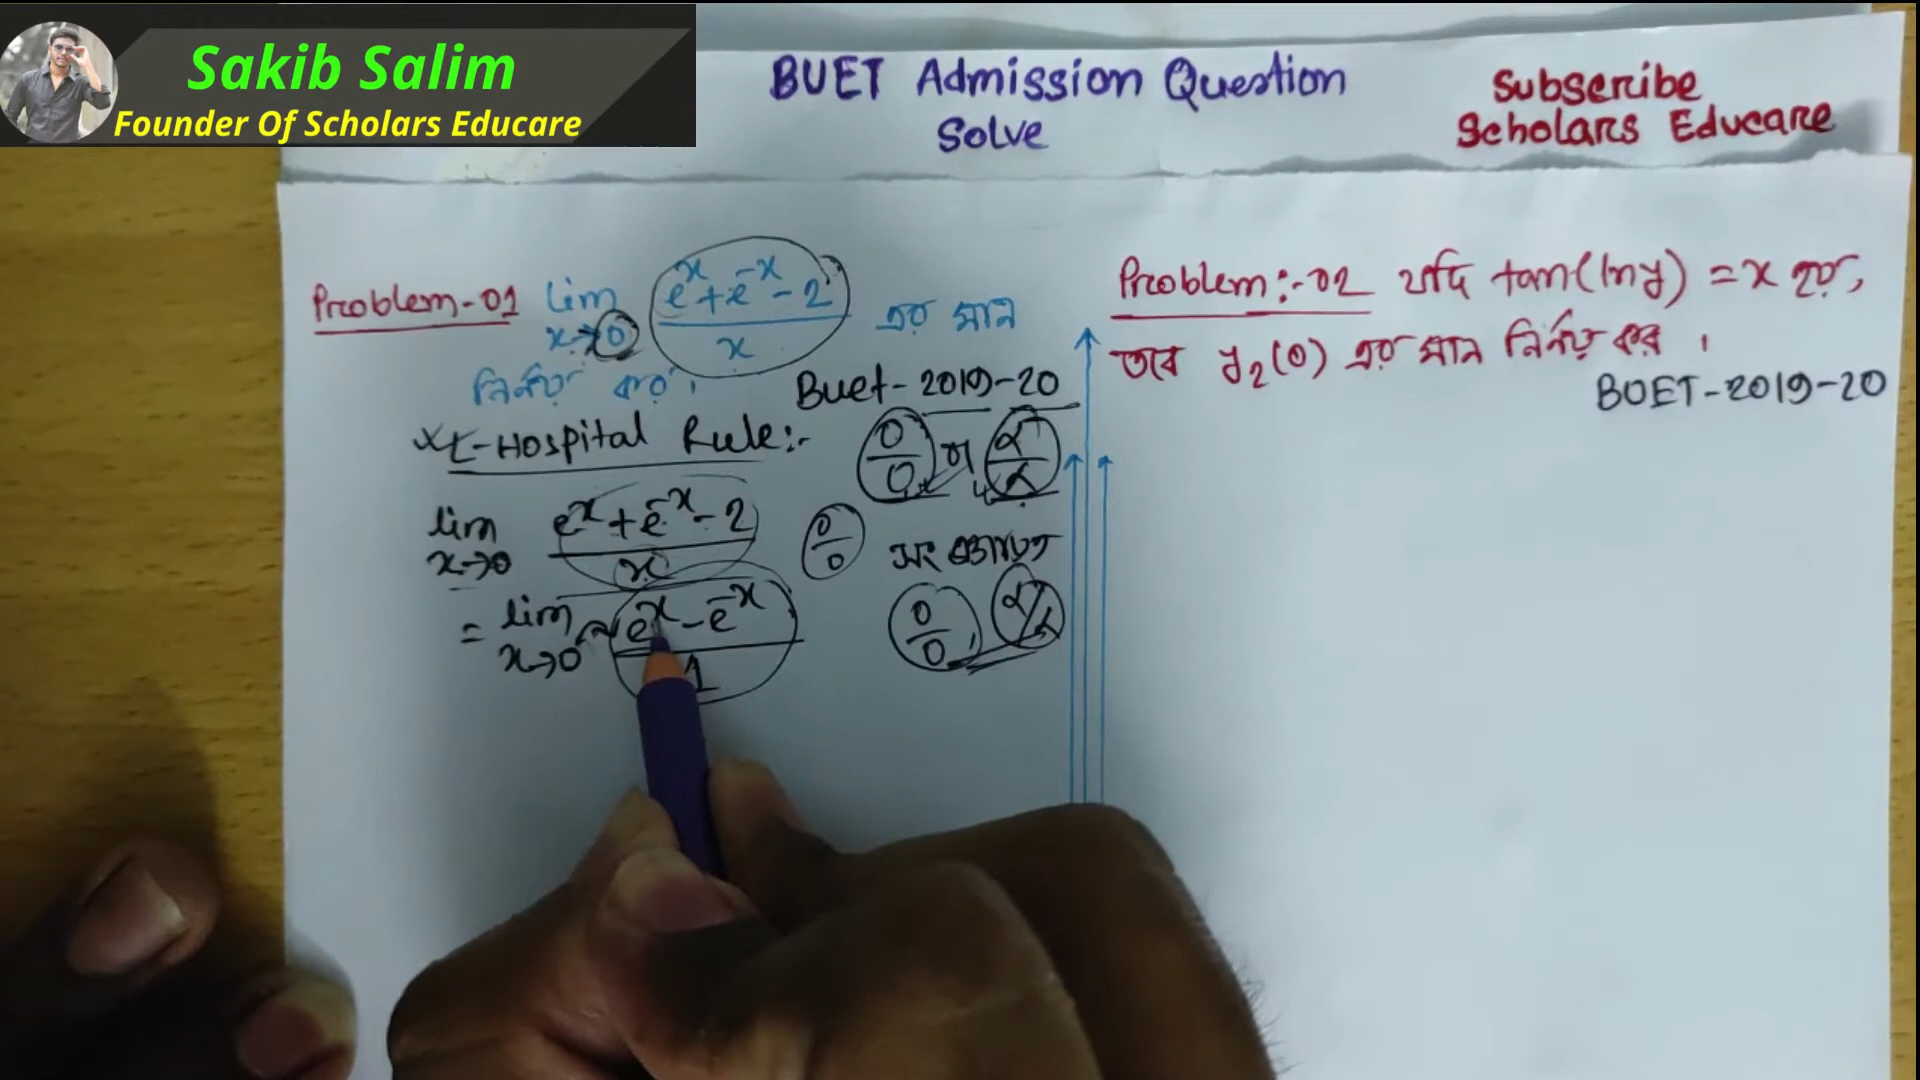 Sakib Salim
Founder Of Scholars Educare
BUET Admission Question
Solve
Subscribe
Scholars Educare
Problem-01 lim x→0 (e^x + e^-x - 2)/x এর মান
নির্ণয় কর।
Buet-2019-20
L-Hospital Rule:-
0/0 বা α/α
lim x→0 (e^x + e^-x - 2)/x 0/0
= lim x→0 (e^x - e^-x)/1
0/0, α/α
Problem:-02 যদি tan(lny) = x হয়,
তবে y₂(0) এর মান নির্ণয় কর।
BUET-2019-20